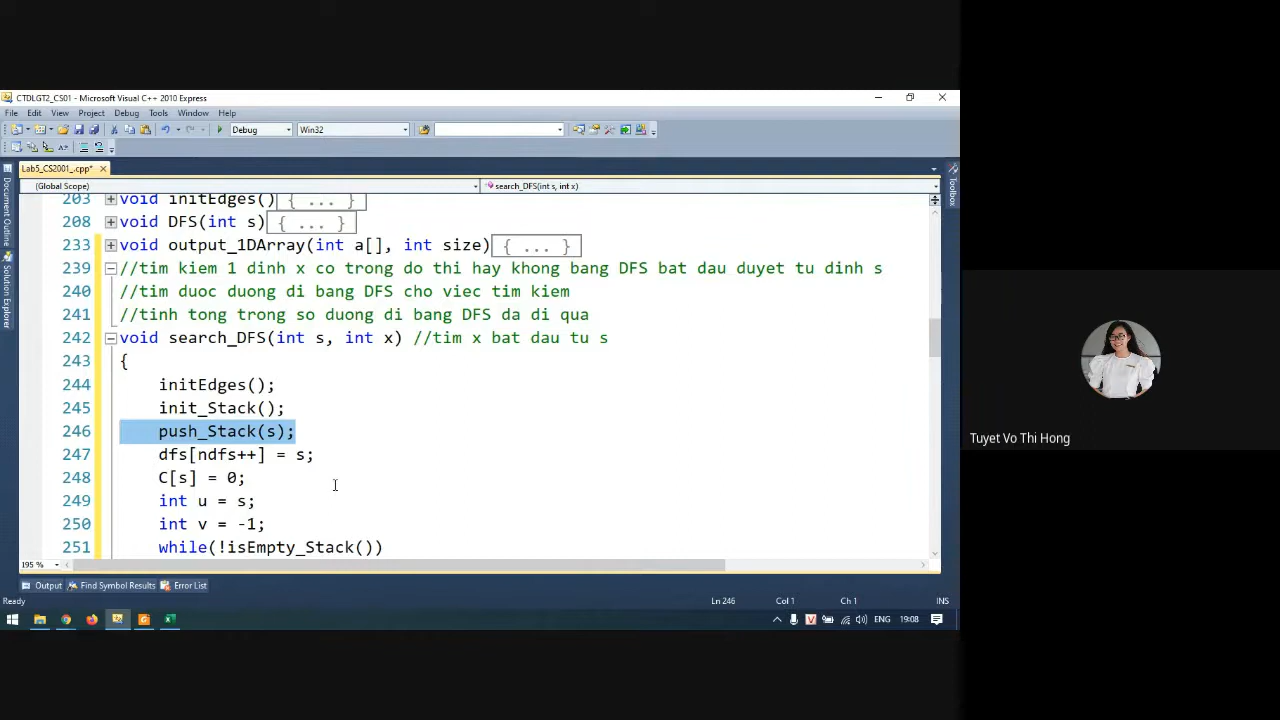 CTDLGT2_CS01 - Microsoft Visual C++ 2010 Express
File Edit View Project Debug Tools Window Help
Debug Win32
Lab5_CS2001_.cpp*
(Global Scope) search_DFS(int s, int x)
203 void initEdges() { ... }
208 void DFS(int s) { ... }
233 void output_1DArray(int a[], int size) { ... }
239 //tim kiem 1 dinh x co trong do thi hay khong bang DFS bat dau duyet tu dinh s
240 //tim duoc duong di bang DFS cho viec tim kiem
241 //tinh tong trong so duong di bang DFS da di qua
242 void search_DFS(int s, int x) //tim x bat dau tu s
243 {
244 initEdges();
245 init_Stack();
246 push_Stack(s);
247 dfs[ndfs++] = s;
248 C[s] = 0;
249 int u = s;
250 int v = -1;
251 while(!isEmpty_Stack())
195 %
Output Find Symbol Results Error List
Ready Ln 246 Col 1 Ch 1 INS
ENG 19:08
Document Outline
Solution Explorer
Toolbox
Tuyet Vo Thi Hong